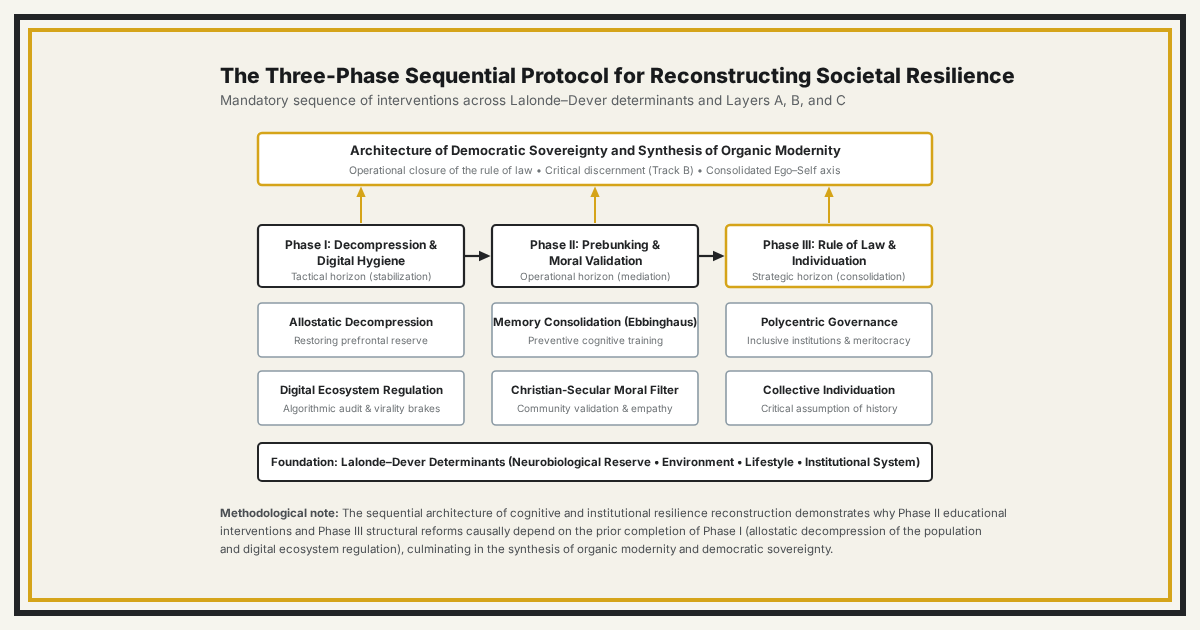 The Three-Phase Sequential Protocol for Reconstructing Societal Resilience
Mandatory sequence of interventions across Lalonde–Dever determinants and Layers A, B, and C
Architecture of Democratic Sovereignty and Synthesis of Organic Modernity
Operational closure of the rule of law • Critical discernment (Track B) • Consolidated Ego–Self axis
Phase I: Decompression &
Digital Hygiene
Tactical horizon (stabilization)
Phase II: Prebunking &
Moral Validation
Operational horizon (mediation)
Phase III: Rule of Law &
Individuation
Strategic horizon (consolidation)
Allostatic Decompression
Restoring prefrontal reserve
Memory Consolidation (Ebbinghaus)
Preventive cognitive training
Polycentric Governance
Inclusive institutions & meritocracy
Digital Ecosystem Regulation
Algorithmic audit & virality brakes
Christian-Secular Moral Filter
Community validation & empathy
Collective Individuation
Critical assumption of history
Foundation: Lalonde–Dever Determinants (Neurobiological Reserve • Environment • Lifestyle • Institutional System)
Methodological note: The sequential architecture of cognitive and institutional resilience reconstruction demonstrates why Phase II educational
interventions and Phase III structural reforms causally depend on the prior completion of Phase I (allostatic decompression of the population
and digital ecosystem regulation), culminating in the synthesis of organic modernity and democratic sovereignty.